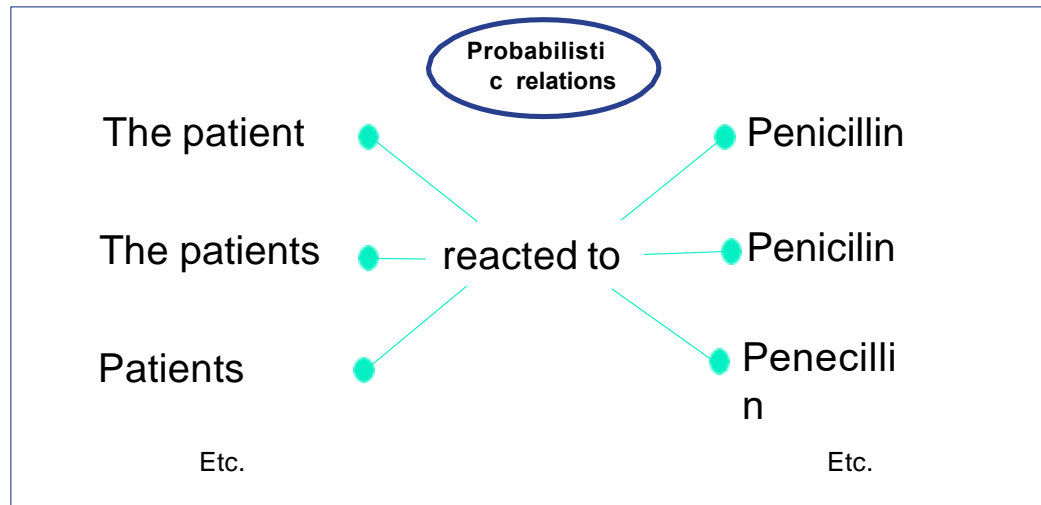 Probabilisti
c relations
The patient
Penicillin
The patients
reacted to
Penicilin
Patients
Penecilli
n
Etc.
Etc.